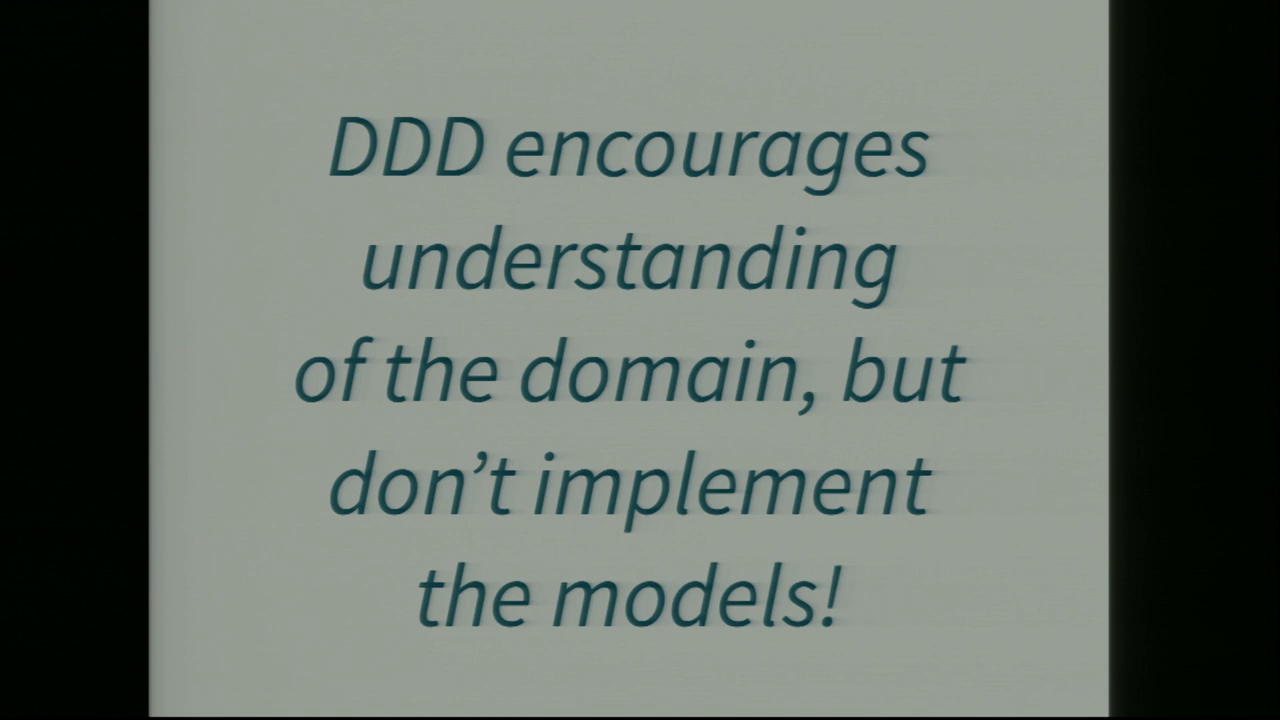 DDD encourages
understanding
of the domain, but
don’t implement
the models!